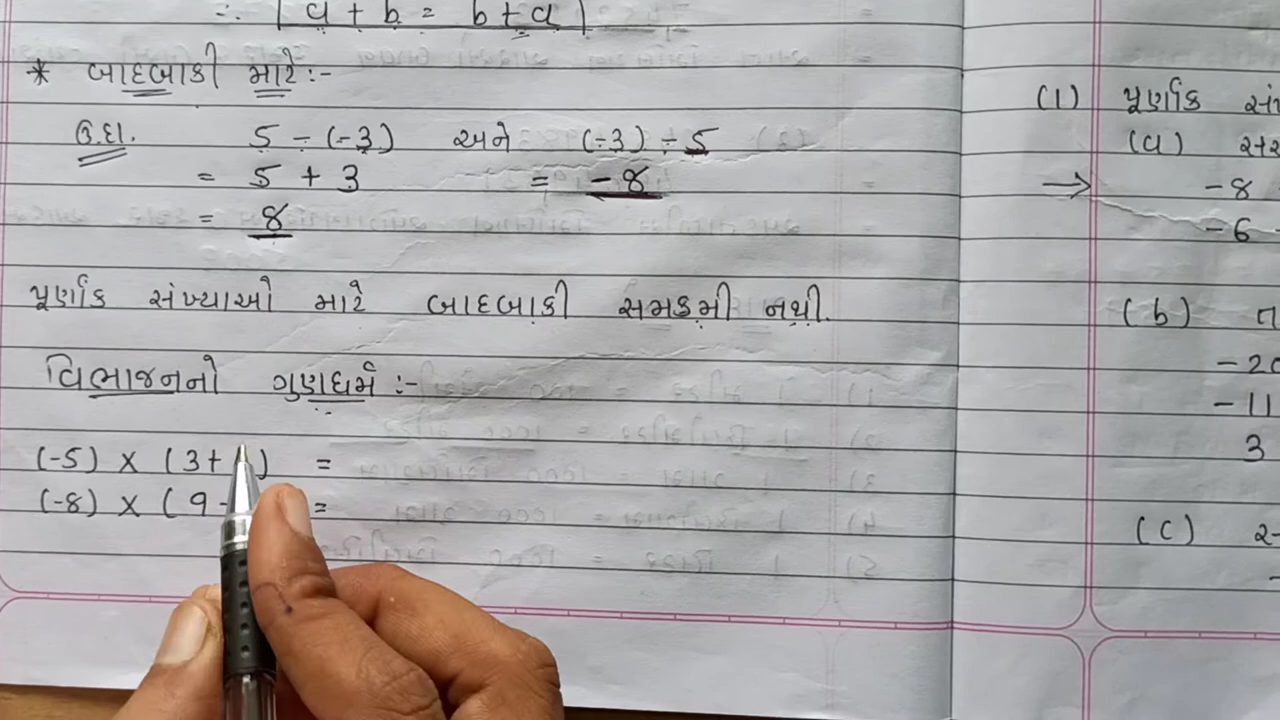 ∴ a + b = b + a
* બાદબાકી માટે :-
ઉ.દા. 5 - (-3) અને (-3) - 5
= 5 + 3 = -8
= 8
પૂર્ણાંક સંખ્યાઓ માટે બાદબાકી સમક્રમી નથી.
વિભાજનનો ગુણધર્મ :-
(-5) × (3+ ) =
(-8) × (9 - =
(1) પૂર્ણાંક
(a)
→ -8
-6
(b)
-20
-11
3
(c)